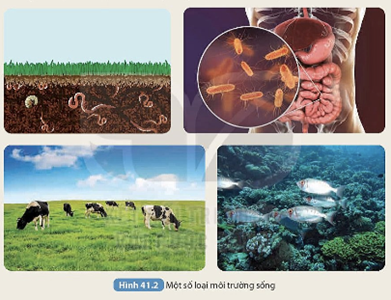 Hình 41.2 Một số loại môi trường sống